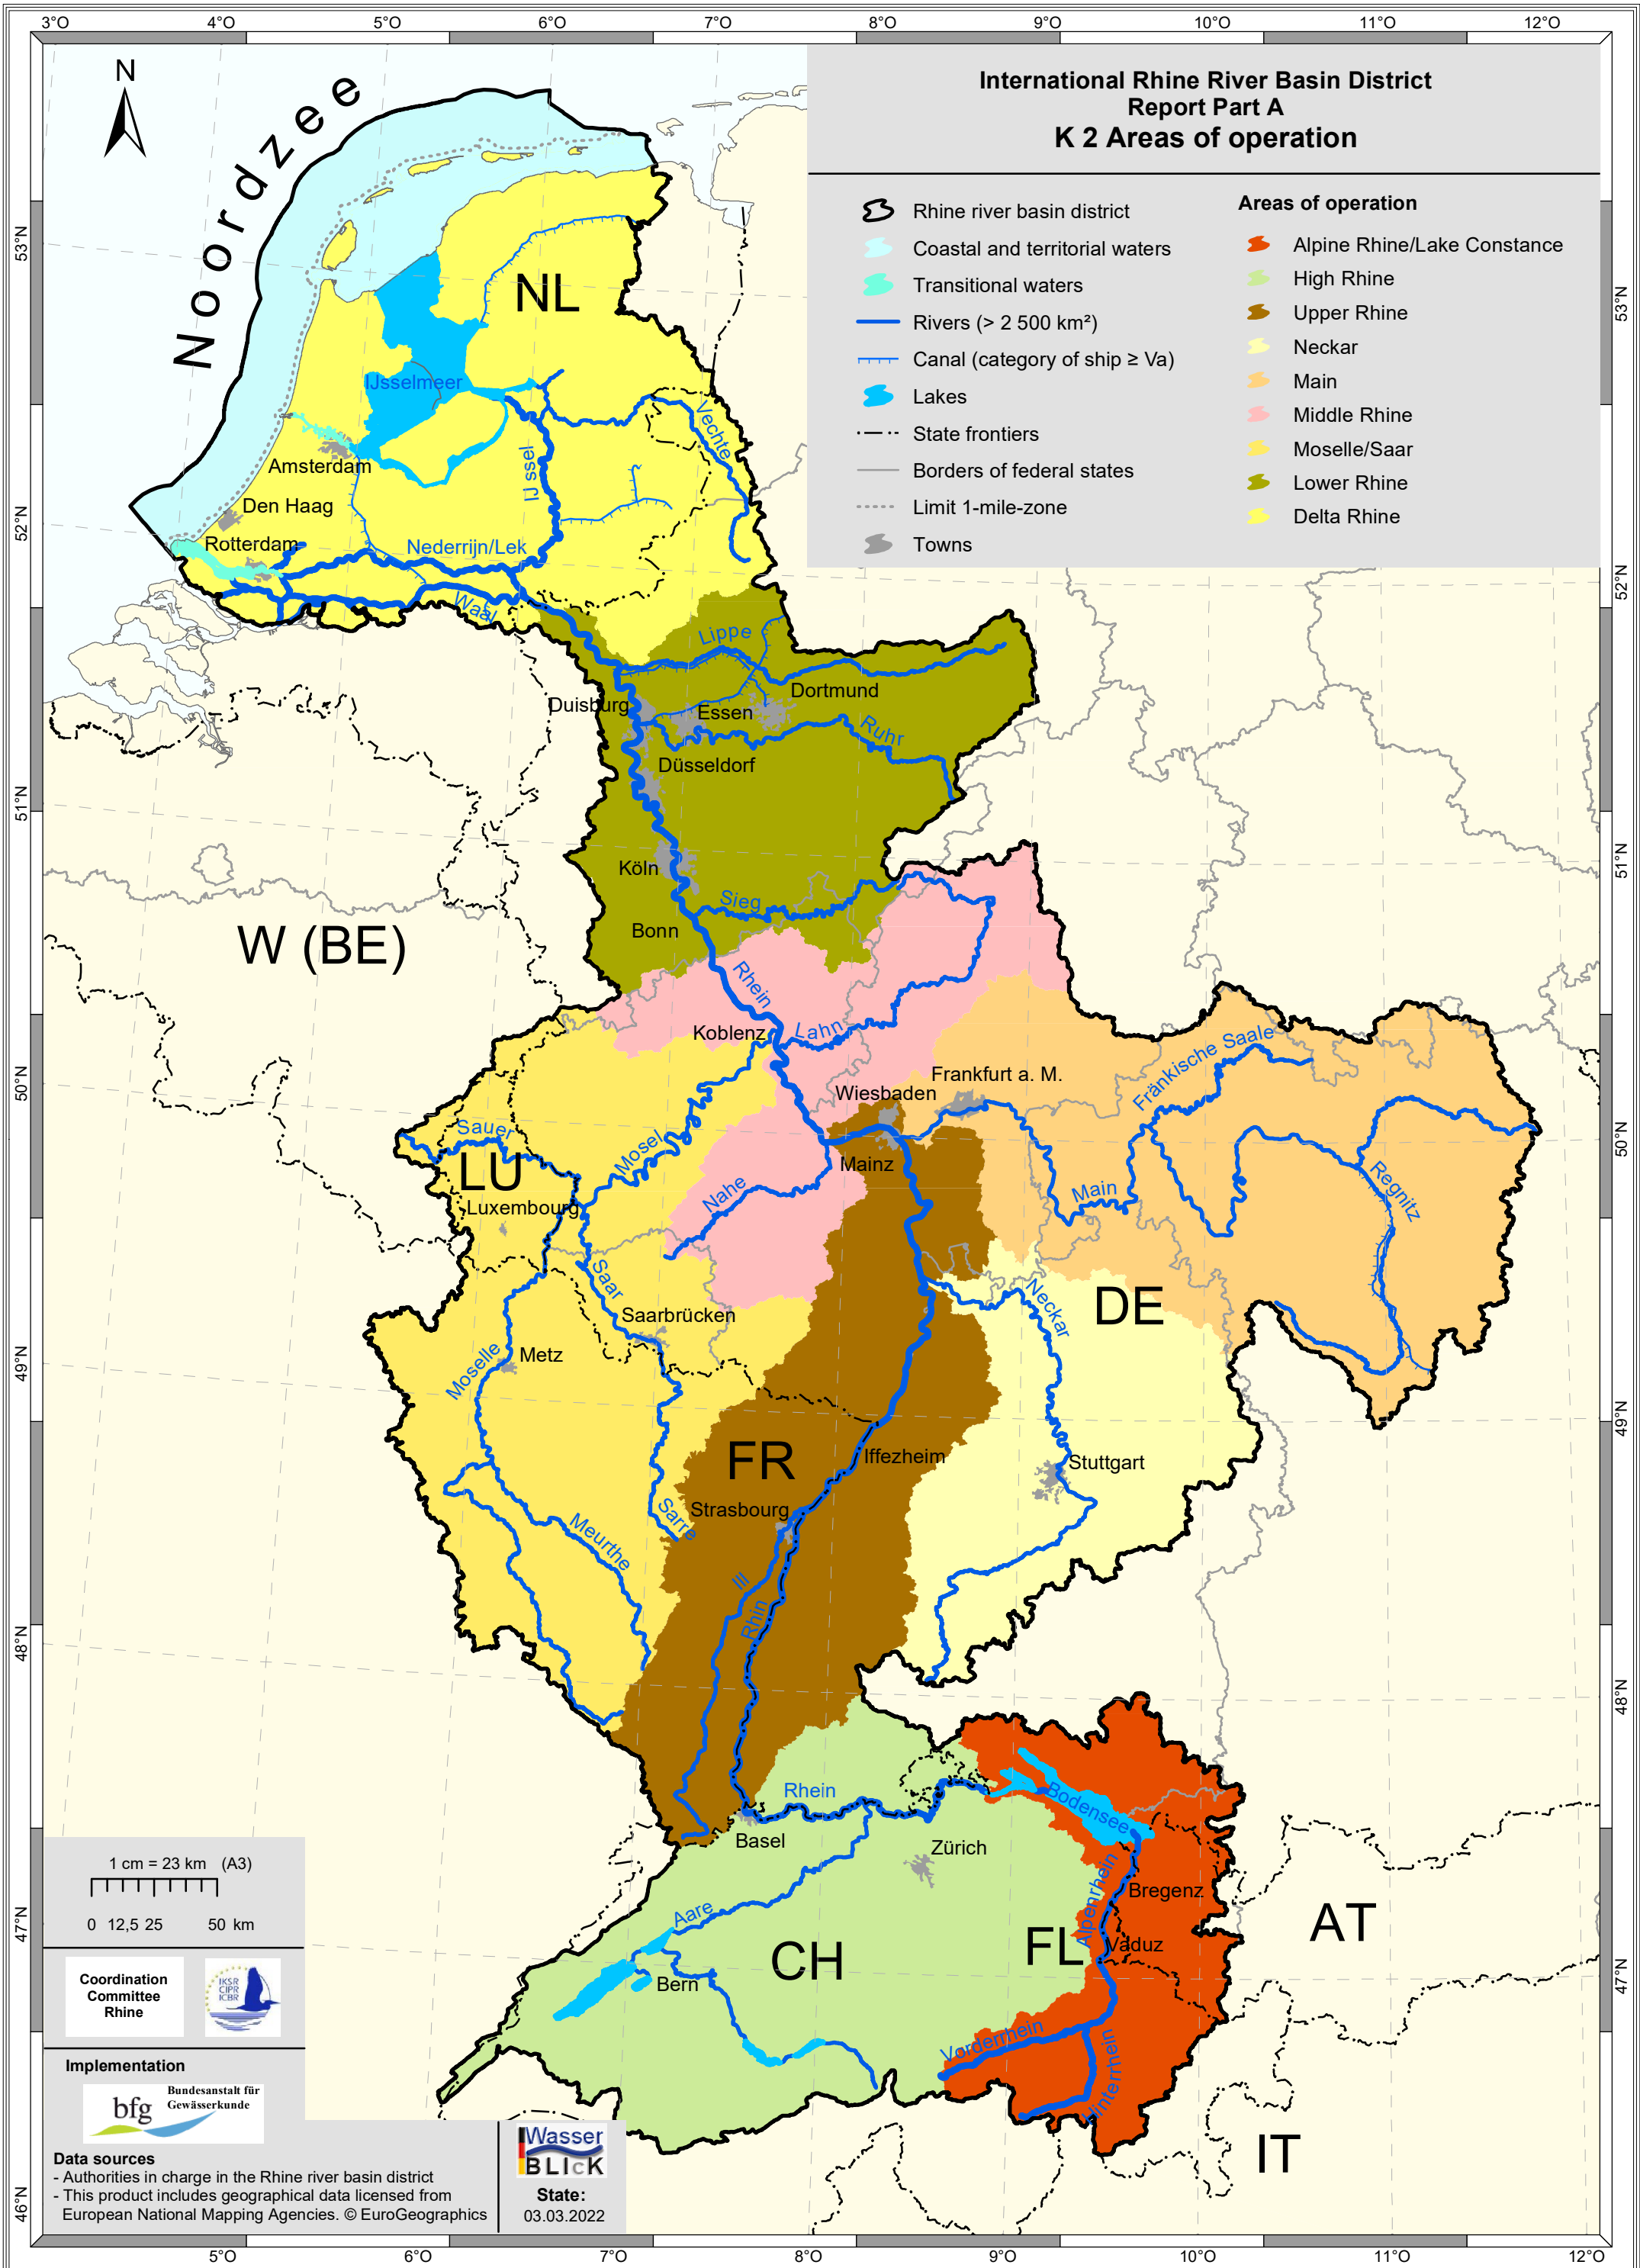 3°O 4°O 5°O 6°O 7°O 8°O 9°O 10°O 11°O 12°O
N
Noordzee
International Rhine River Basin District
Report Part A
K 2 Areas of operation
Rhine river basin district
Coastal and territorial waters
Transitional waters
Rivers (> 2 500 km²)
Canal (category of ship ≥ Va)
Lakes
State frontiers
Borders of federal states
Limit 1-mile-zone
Towns
Areas of operation
Alpine Rhine/Lake Constance
High Rhine
Upper Rhine
Neckar
Main
Middle Rhine
Moselle/Saar
Lower Rhine
Delta Rhine
53°N
52°N
51°N
50°N
49°N
48°N
47°N
46°N
53°N
52°N
51°N
50°N
49°N
48°N
47°N
NL
IJsselmeer
Vechte
Amsterdam
IJssel
Den Haag
Rotterdam
Nederrijn/Lek
Waal
Lippe
Duisburg
Dortmund
Essen
Ruhr
Düsseldorf
Köln
Sieg
Bonn
W (BE)
Rhein
Koblenz
Lahn
Fränkische Saale
Wiesbaden
Frankfurt a. M.
Sauer
Mosel
Mainz
LU
Nahe
Main
Regnitz
Luxembourg
Saar
Neckar
DE
Saarbrücken
Metz
Moselle
FR
Iffezheim
Stuttgart
Strasbourg
Sarre
Meurthe
Ill
Rhin
Rhein
Bodensee
Basel
Zürich
Alpenrhein
Bregenz
Aare
AT
FL
Vaduz
CH
Bern
Vorderrhein
Hinterrhein
IT
1 cm = 23 km (A3)
0 12,5 25 50 km
Coordination
Committee
Rhine
IKSR
CIPR
ICBR
Implementation
bfg
Bundesanstalt für
Gewässerkunde
Data sources
- Authorities in charge in the Rhine river basin district
- This product includes geographical data licensed from
European National Mapping Agencies. © EuroGeographics
Wasser
BLIcK
State:
03.03.2022
5°O 6°O 7°O 8°O 9°O 10°O 11°O 12°O